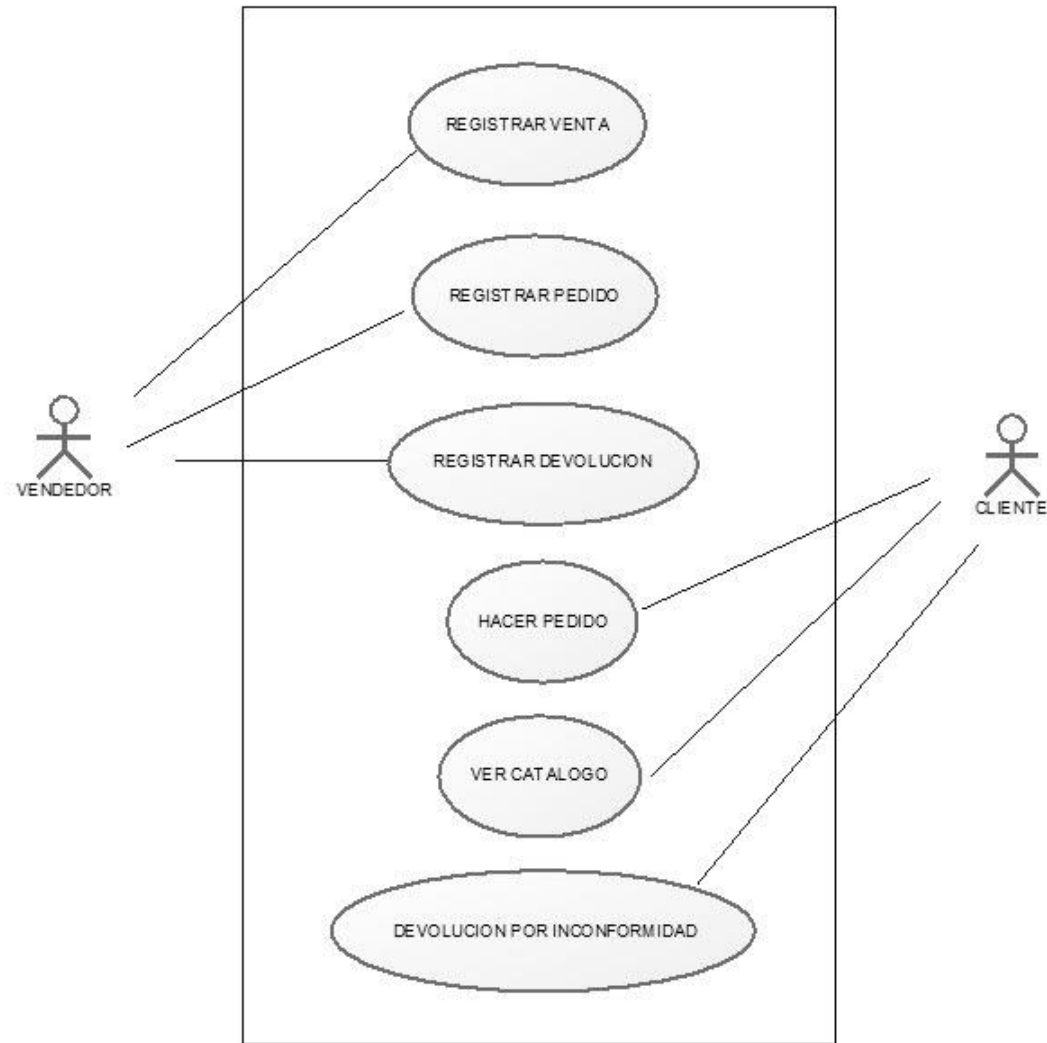 REGISTRAR VENTA
REGISTRAR PEDIDO
REGISTRAR DEVOLUCION
VENDEDOR
CLIENTE
HACER PEDIDO
VER CATALOGO
DEVOLUCION POR INCONFORMIDAD